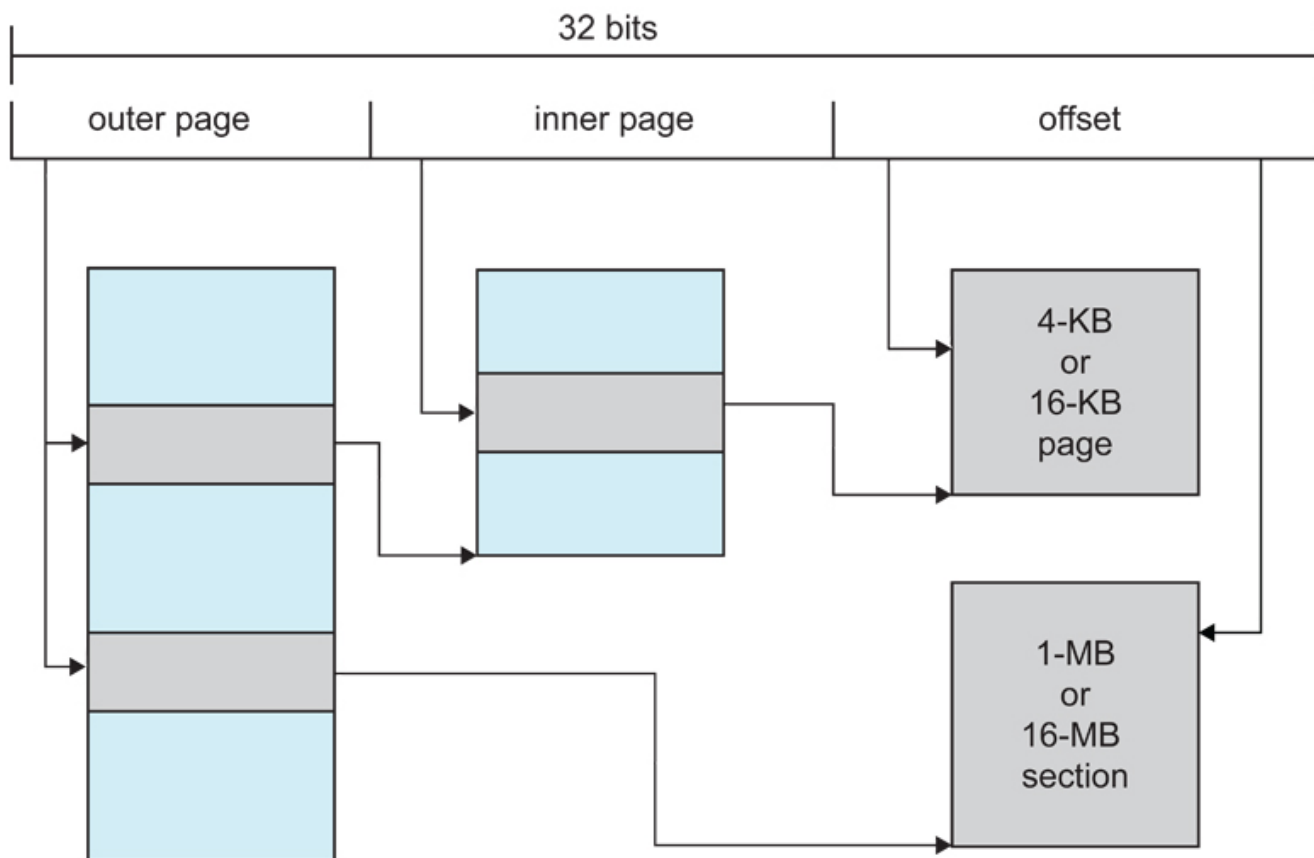 32 bits
outer page
inner page
offset
4-KB
or
16-KB
page
1-MB
or
16-MB
section